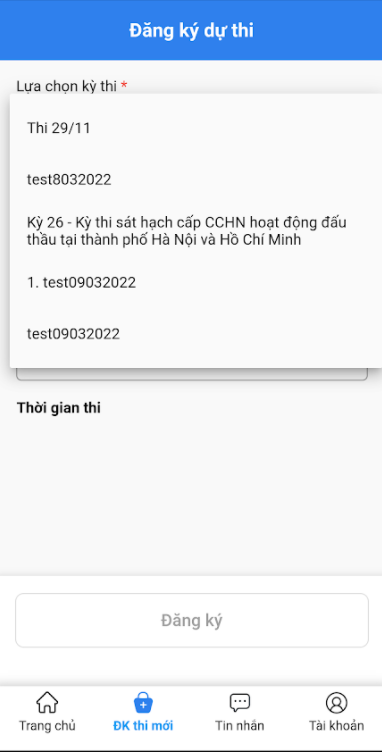 Đăng ký dự thi
Lựa chọn kỳ thi *
Thi 29/11
test8032022
Kỳ 26 - Kỳ thi sát hạch cấp CCHN hoạt động đấu
thầu tại thành phố Hà Nội và Hồ Chí Minh
1. test09032022
test09032022
Thời gian thi
Đăng ký
Trang chủ
ĐK thi mới
Tin nhắn
Tài khoản